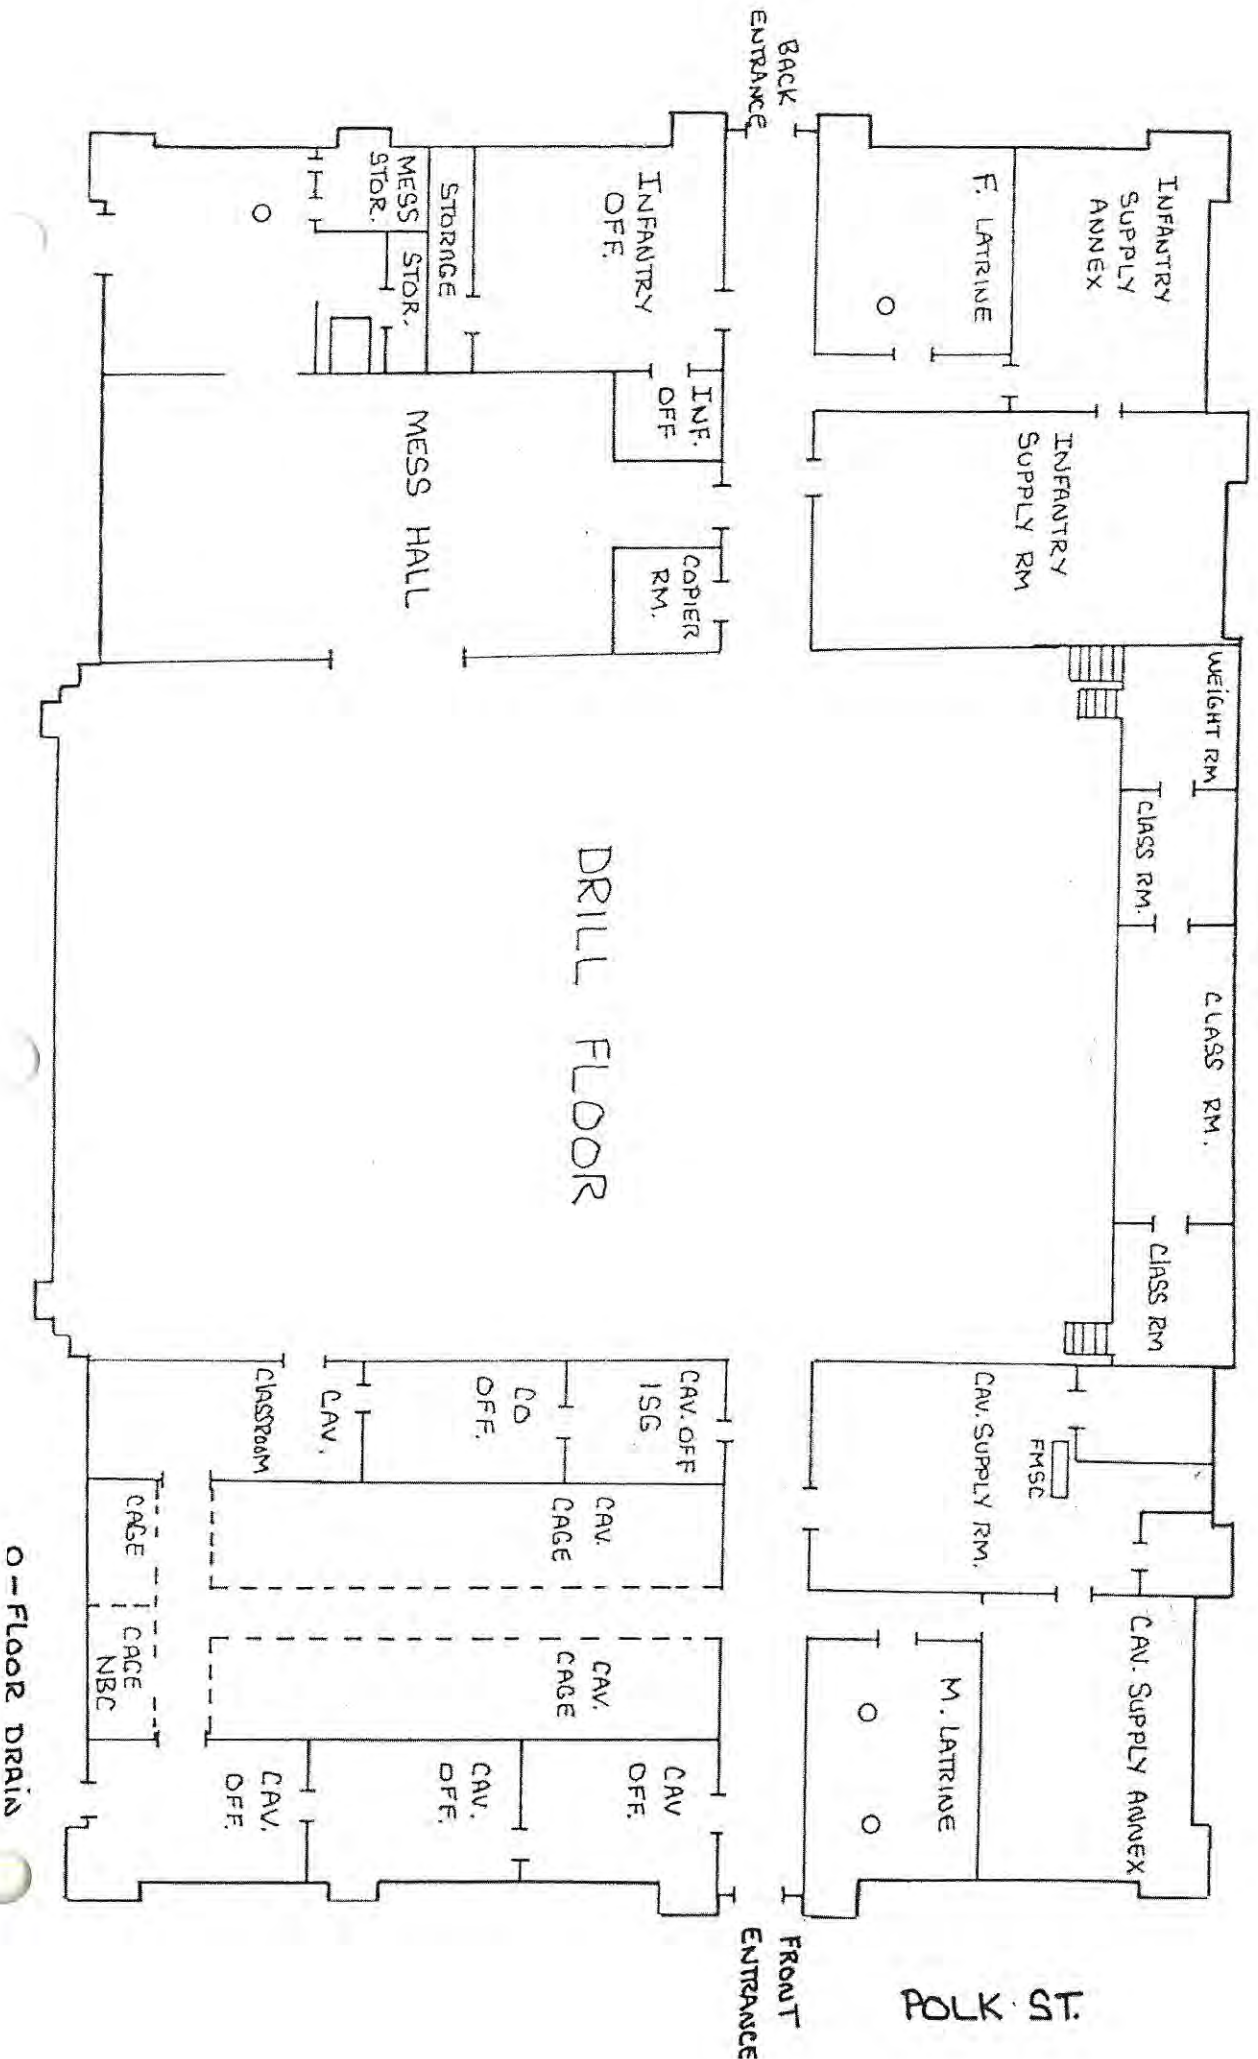 BACK
ENTRANCE
INFANTRY
SUPPLY
ANNEX
F. LATRINE
INFANTRY
OFF.
STORAGE
MESS
STOR.
STOR.
INF.
OFF
INFANTRY
SUPPLY RM
MESS HALL
COPIER
RM.
WEIGHT RM
CLASS RM.
CLASS RM.
CLASS RM
DRILL FLOOR
CAV. SUPPLY RM.
FMSC
CAV. OFF
1SG
CO
OFF.
CAV.
CLASSROOM
CAV.
CAGE
CAGE
CAV.
CAGE
CAGE
NBC
CAV. SUPPLY ANNEX
M. LATRINE
CAV
OFF.
CAV.
OFF.
CAV.
OFF.
FRONT
ENTRANCE
POLK ST.
O-FLOOR DRAIN